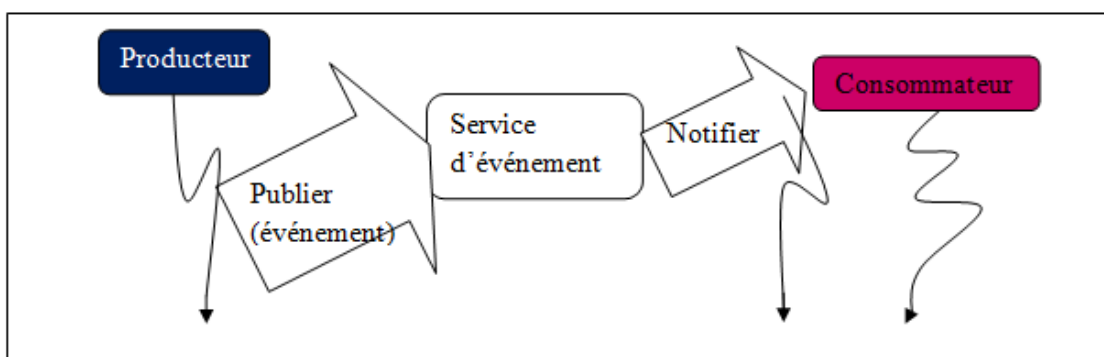 Producteur
Publier
(événement)
Service
d’événement
Notifier
Consommateur